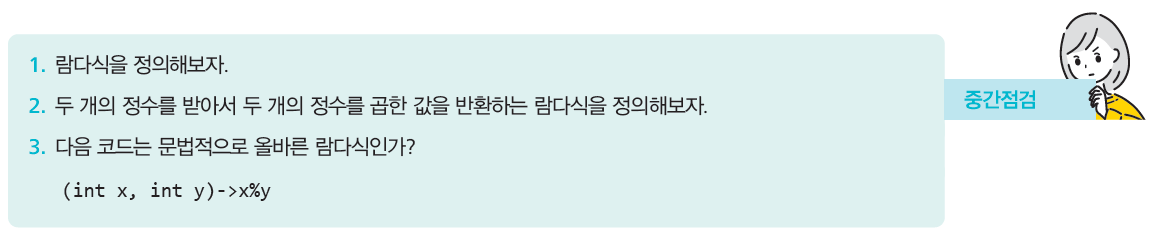 1. 람다식을 정의해보자.
2. 두 개의 정수를 받아서 두 개의 정수를 곱한 값을 반환하는 람다식을 정의해보자.
중간점검
3. 다음 코드는 문법적으로 올바른 람다식인가?
(int x, int y)->x%y